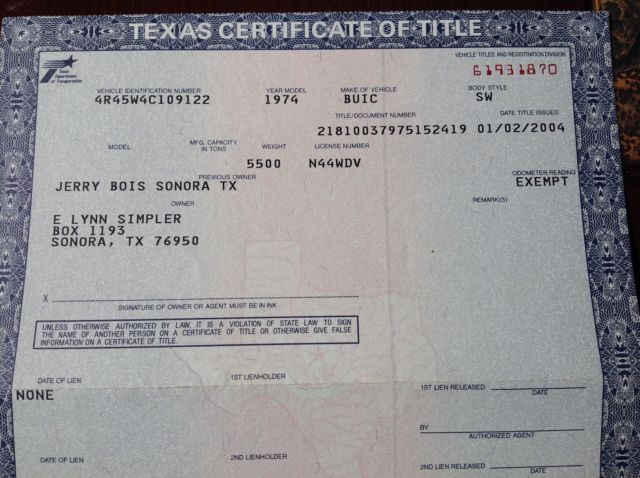 TEXAS CERTIFICATE OF TITLE
Texas Department of Transportation
VEHICLE TITLES AND REGISTRATION DIVISION
61931870
VEHICLE IDENTIFICATION NUMBER YEAR MODEL MAKE OF VEHICLE BODY STYLE
4R45W4C109122 1974 BUIC SW
TITLE/DOCUMENT NUMBER DATE TITLE ISSUED
21810037975152419 01/02/2004
MODEL MFG. CAPACITY IN TONS WEIGHT LICENSE NUMBER
5500 N44WDV
PREVIOUS OWNER ODOMETER READING
JERRY BOIS SONORA TX EXEMPT
OWNER REMARK(S)
E LYNN SIMPLER
BOX 1193
SONORA, TX 76950
X
SIGNATURE OF OWNER OR AGENT MUST BE IN INK
UNLESS OTHERWISE AUTHORIZED BY LAW, IT IS A VIOLATION OF STATE LAW TO SIGN
THE NAME OF ANOTHER PERSON ON A CERTIFICATE OF TITLE OR OTHERWISE GIVE FALSE
INFORMATION ON A CERTIFICATE OF TITLE.
DATE OF LIEN 1ST LIENHOLDER 1ST LIEN RELEASED
DATE
NONE
BY
AUTHORIZED AGENT
DATE OF LIEN 2ND LIENHOLDER 2ND LIEN RELEASED
DATE